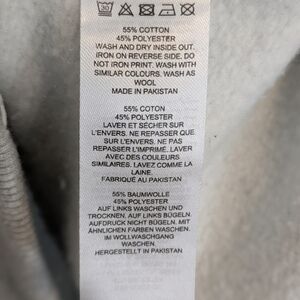 55% COTTON
45% POLYESTER
WASH AND DRY INSIDE OUT.
IRON ON REVERSE SIDE. DO
NOT IRON PRINT. WASH WITH
SIMILAR COLOURS. WASH AS
WOOL
MADE IN PAKISTAN
55% COTON
45% POLYESTER
LAVER ET SÉCHER SUR
L'ENVERS. NE REPASSER QUE
SUR L'ENVERS. NE PAS
REPASSER L'IMPRIMÉ. LAVER
AVEC DES COULEURS
SIMILAIRES. LAVEZ COMME LA
LAINE.
FABRIQUÉ AU PAKISTAN
55% BAUMWOLLE
45% POLYESTER
AUF LINKS WASCHEN UND
TROCKNEN. AUF LINKS BÜGELN.
AUFDRUCK NICHT BÜGELN. MIT
ÄHNLICHEN FARBEN WASCHEN.
IM WOLLWASCHGANG
WASCHEN.
HERGESTELLT IN PAKISTAN